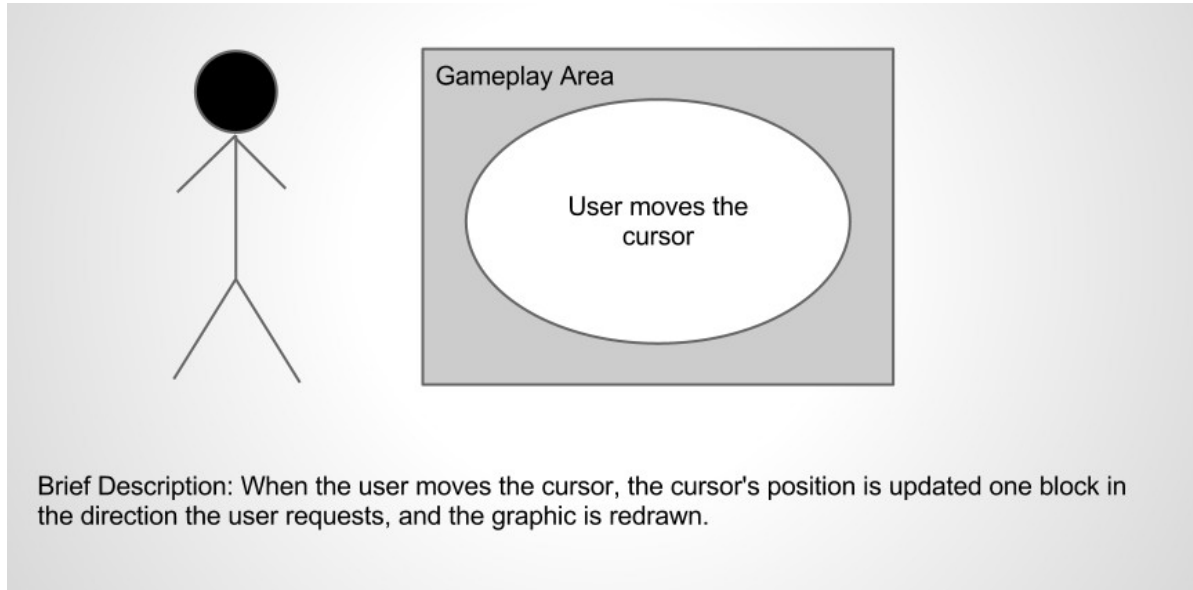 Gameplay Area
User moves the
cursor
Brief Description: When the user moves the cursor, the cursor's position is updated one block in
the direction the user requests, and the graphic is redrawn.